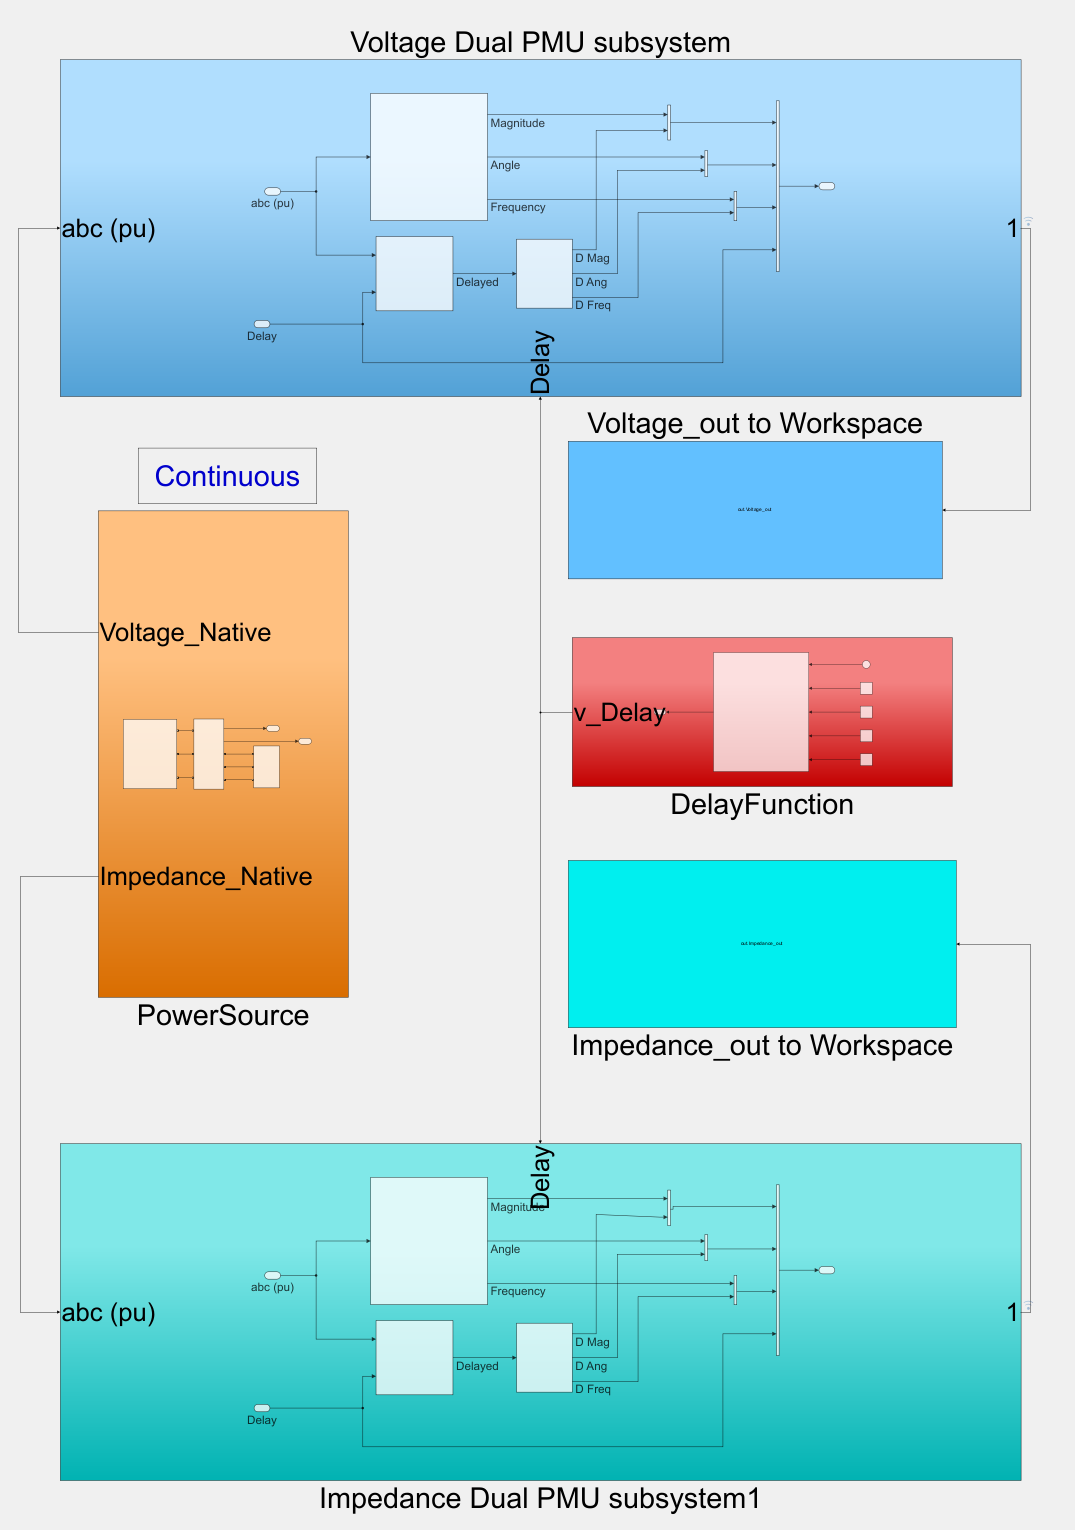 Voltage Dual PMU subsystem
Magnitude
Angle
abc (pu)
Frequency
abc (pu)
1
D Mag
Delayed
D Ang
D Freq
Delay
Delay
Voltage_out to Workspace
Continuous
out.Voltage_out
Voltage_Native
v_Delay
DelayFunction
Impedance_Native
out.Impedance_out
PowerSource
Impedance_out to Workspace
Delay
Magnitude
Angle
abc (pu)
Frequency
abc (pu)
1
D Mag
Delayed
D Ang
D Freq
Delay
Impedance Dual PMU subsystem1